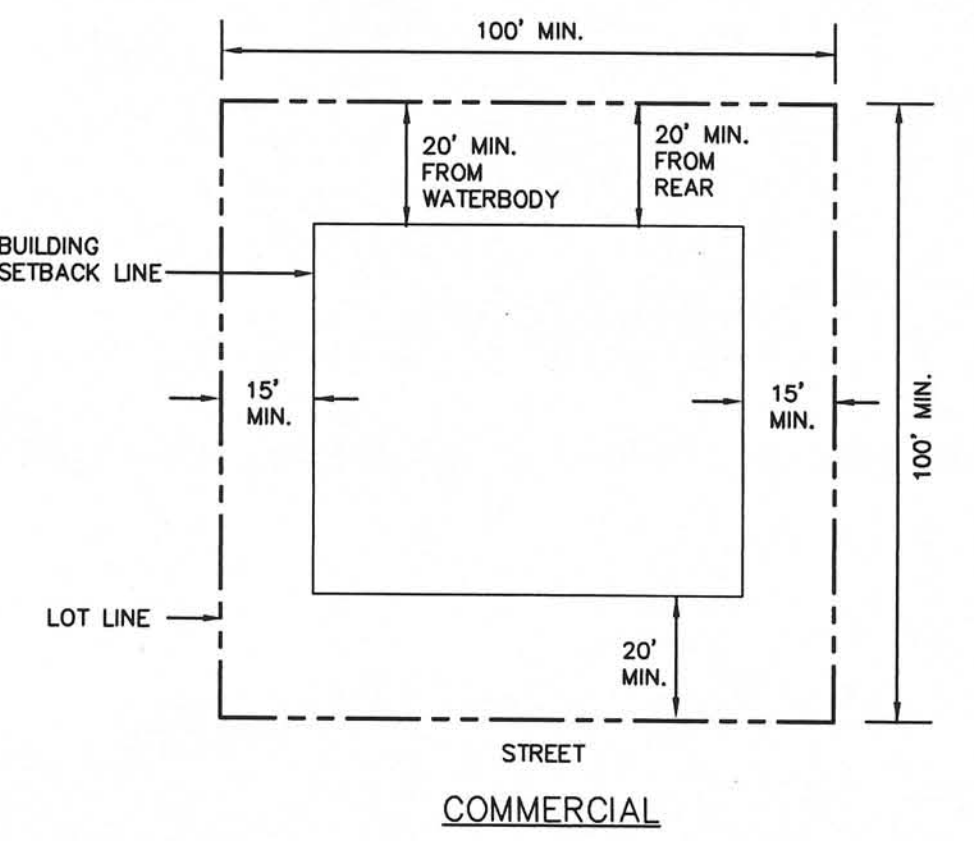 100' MIN.
20' MIN.
FROM
WATERBODY
20' MIN.
FROM
REAR
BUILDING
SETBACK LINE
15'
MIN.
15'
MIN.
100' MIN.
LOT LINE
20'
MIN.
STREET
COMMERCIAL